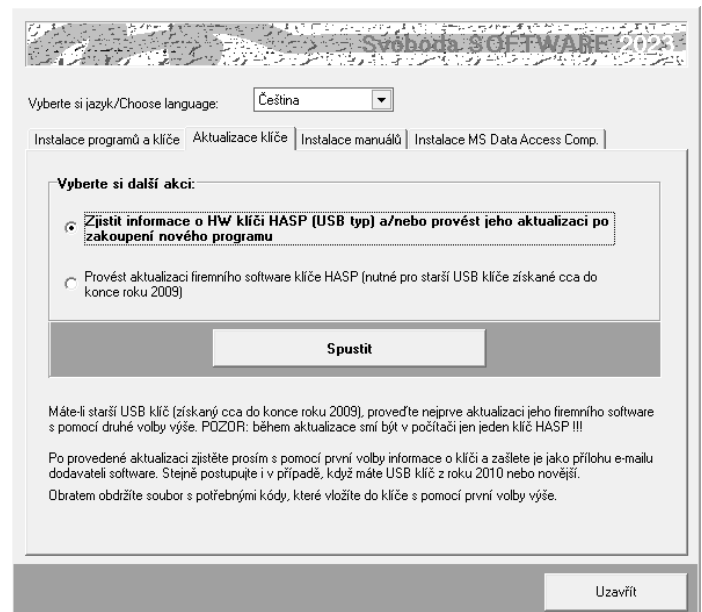 Svoboda SOFTWARE 2023
Vyberte si jazyk/Choose language:
Čeština
Instalace programů a klíče
Aktualizace klíče
Instalace manuálů
Instalace MS Data Access Comp.
Vyberte si další akci:
Zjistit informace o HW klíči HASP (USB typ) a/nebo provést jeho aktualizaci po
zakoupení nového programu
Provést aktualizaci firemního software klíče HASP (nutné pro starší USB klíče získané cca do
konce roku 2009)
Spustit
Máte-li starší USB klíč (získaný cca do konce roku 2009), proveďte nejprve aktualizaci jeho firemního software
s pomocí druhé volby výše. POZOR: během aktualizace smí být v počítači jen jeden klíč HASP !!!
Po provedené aktualizaci zjistěte prosím s pomocí první volby informace o klíči a zašlete je jako přílohu e-mailu
dodavateli software. Stejně postupujte i v případě, když máte USB klíč z roku 2010 nebo novější.
Obratem obdržíte soubor s potřebnými kódy, které vložíte do klíče s pomocí první volby výše.
Uzavřít